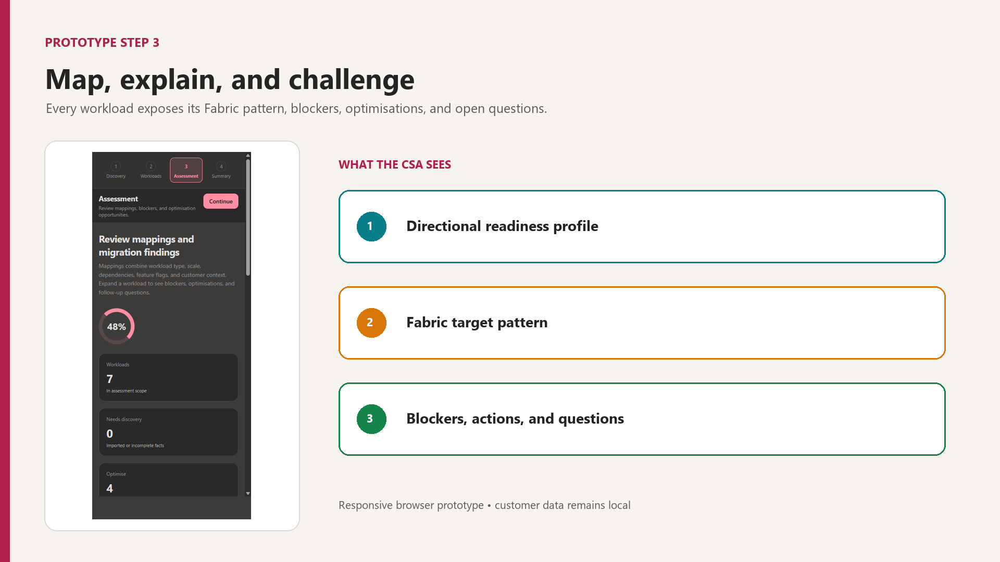 PROTOTYPE STEP 3
Map, explain, and challenge
Every workload exposes its Fabric pattern, blockers, optimisations, and open questions.
1
Discovery
2
Workloads
3
Assessment
4
Summary
Assessment
Review mappings, blockers, and optimisation
opportunities.
Continue
Review mappings and
migration findings
Mappings combine workload type, scale,
dependencies, feature flags, and customer context.
Expand a workload to see blockers, optimisations, and
follow-up questions.
48%
Workloads
7
In assessment scope
Needs discovery
0
Imported or incomplete facts
Optimise
4
WHAT THE CSA SEES
1
Directional readiness profile
2
Fabric target pattern
3
Blockers, actions, and questions
Responsive browser prototype • customer data remains local